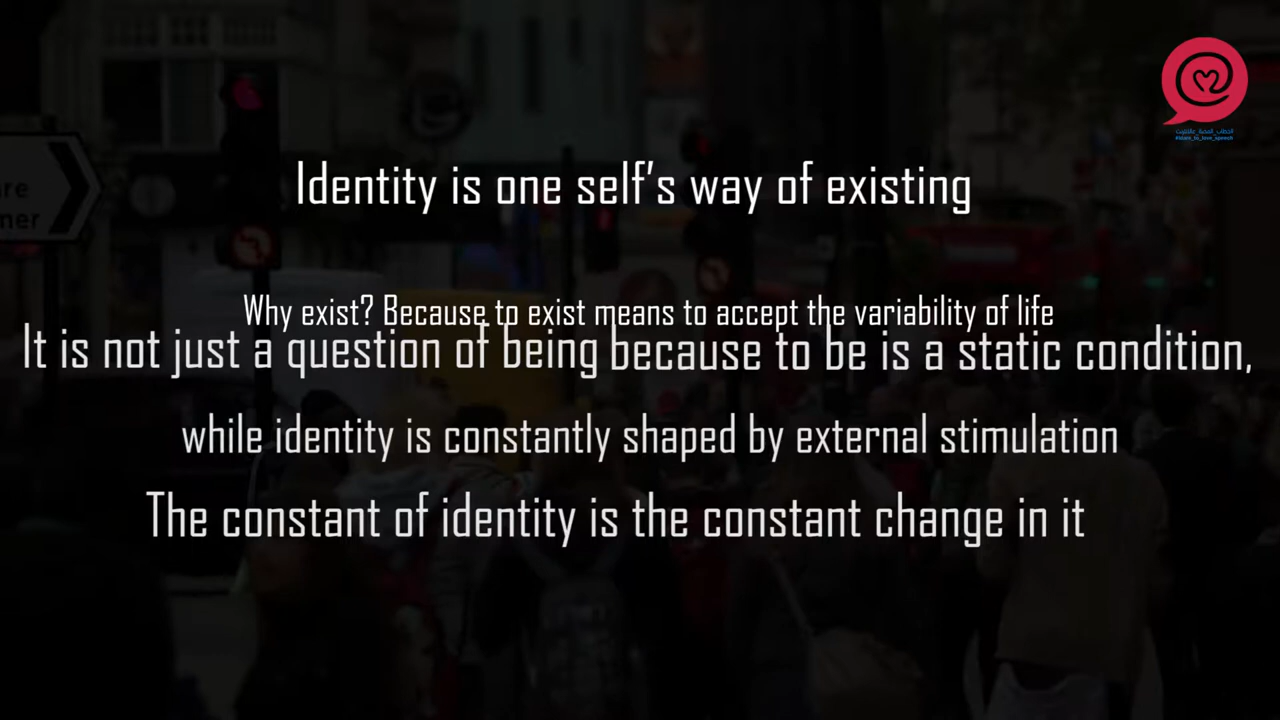 Identity is one self's way of existing
Why exist? Because to exist means to accept the variability of life
It is not just a question of being because to be is a static condition,
while identity is constantly shaped by external stimulation
The constant of identity is the constant change in it